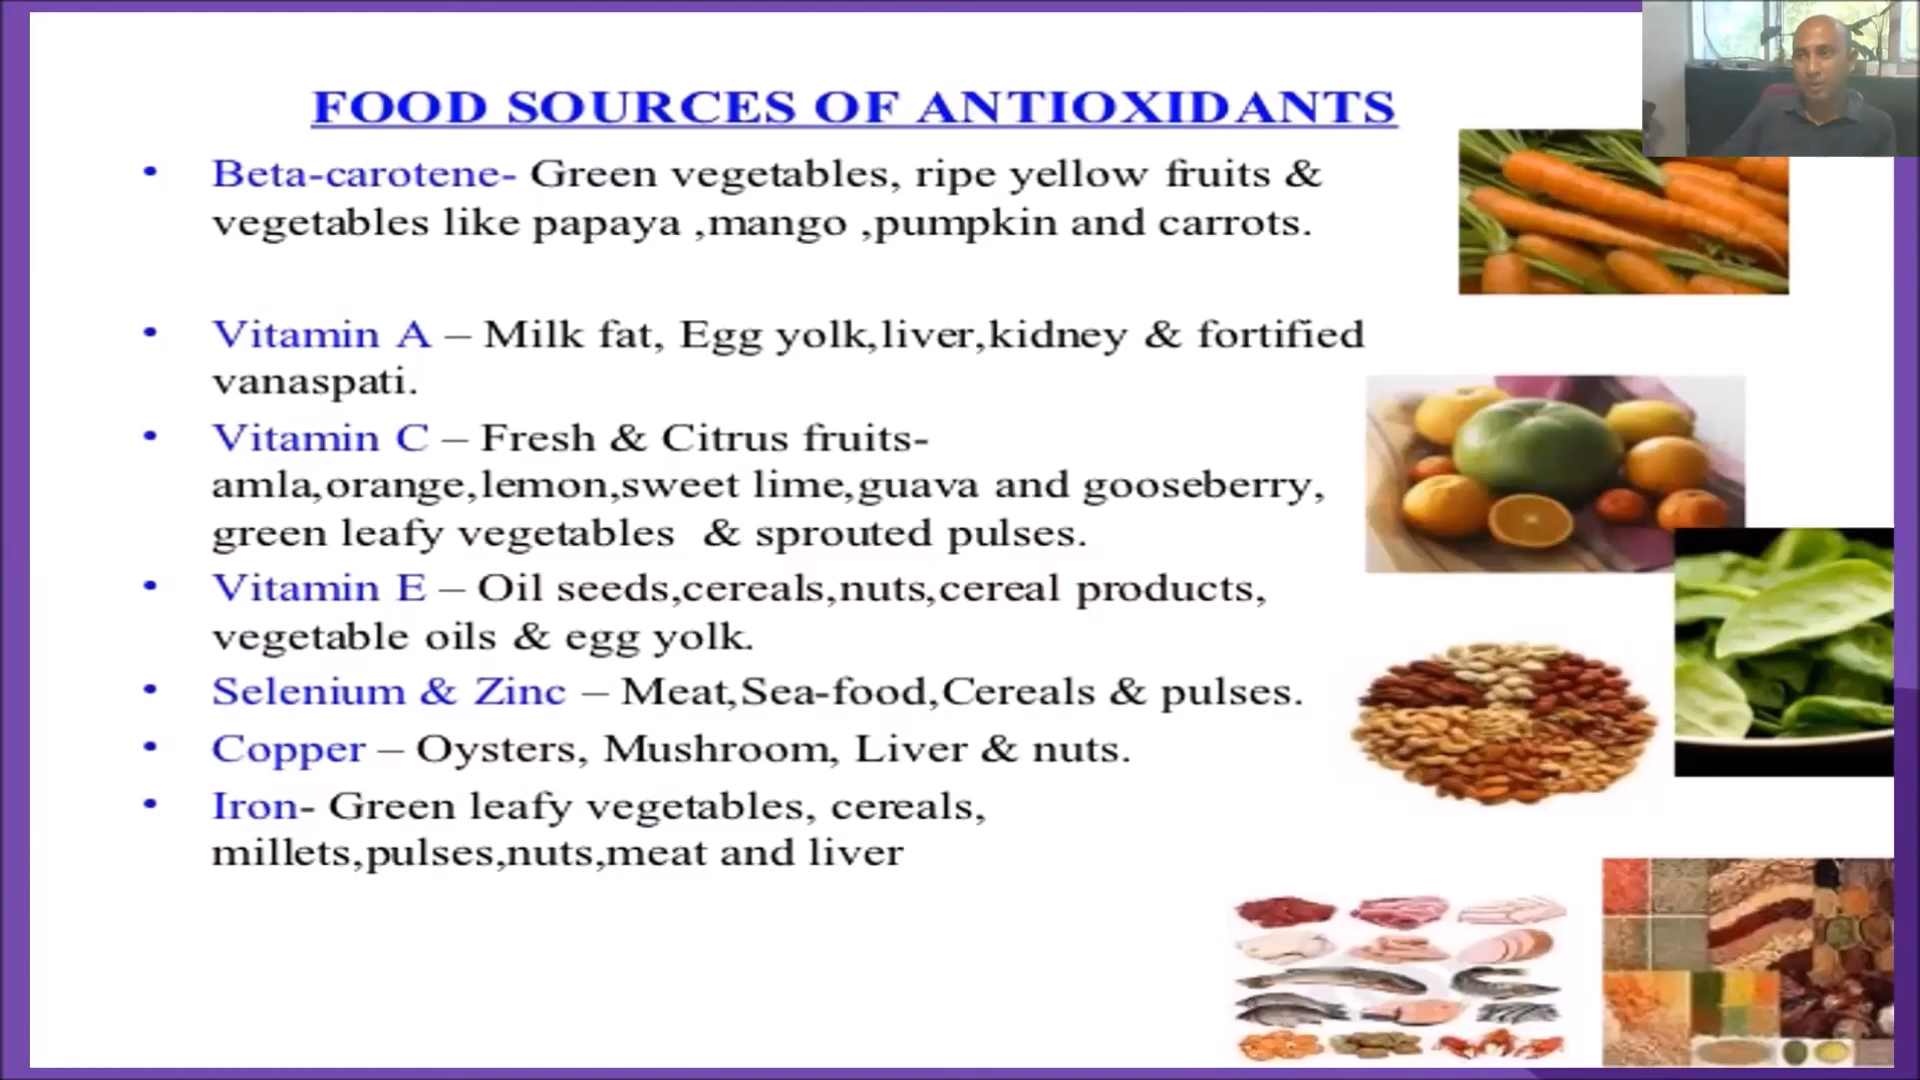 FOOD SOURCES OF ANTIOXIDANTS
• Beta-carotene- Green vegetables, ripe yellow fruits &
vegetables like papaya ,mango ,pumpkin and carrots.
• Vitamin A – Milk fat, Egg yolk,liver,kidney & fortified
vanaspati.
• Vitamin C – Fresh & Citrus fruits-
amla,orange,lemon,sweet lime,guava and gooseberry,
green leafy vegetables  & sprouted pulses.
• Vitamin E – Oil seeds,cereals,nuts,cereal products,
vegetable oils & egg yolk.
• Selenium & Zinc – Meat,Sea-food,Cereals & pulses.
• Copper – Oysters, Mushroom, Liver & nuts.
• Iron- Green leafy vegetables, cereals,
millets,pulses,nuts,meat and liver